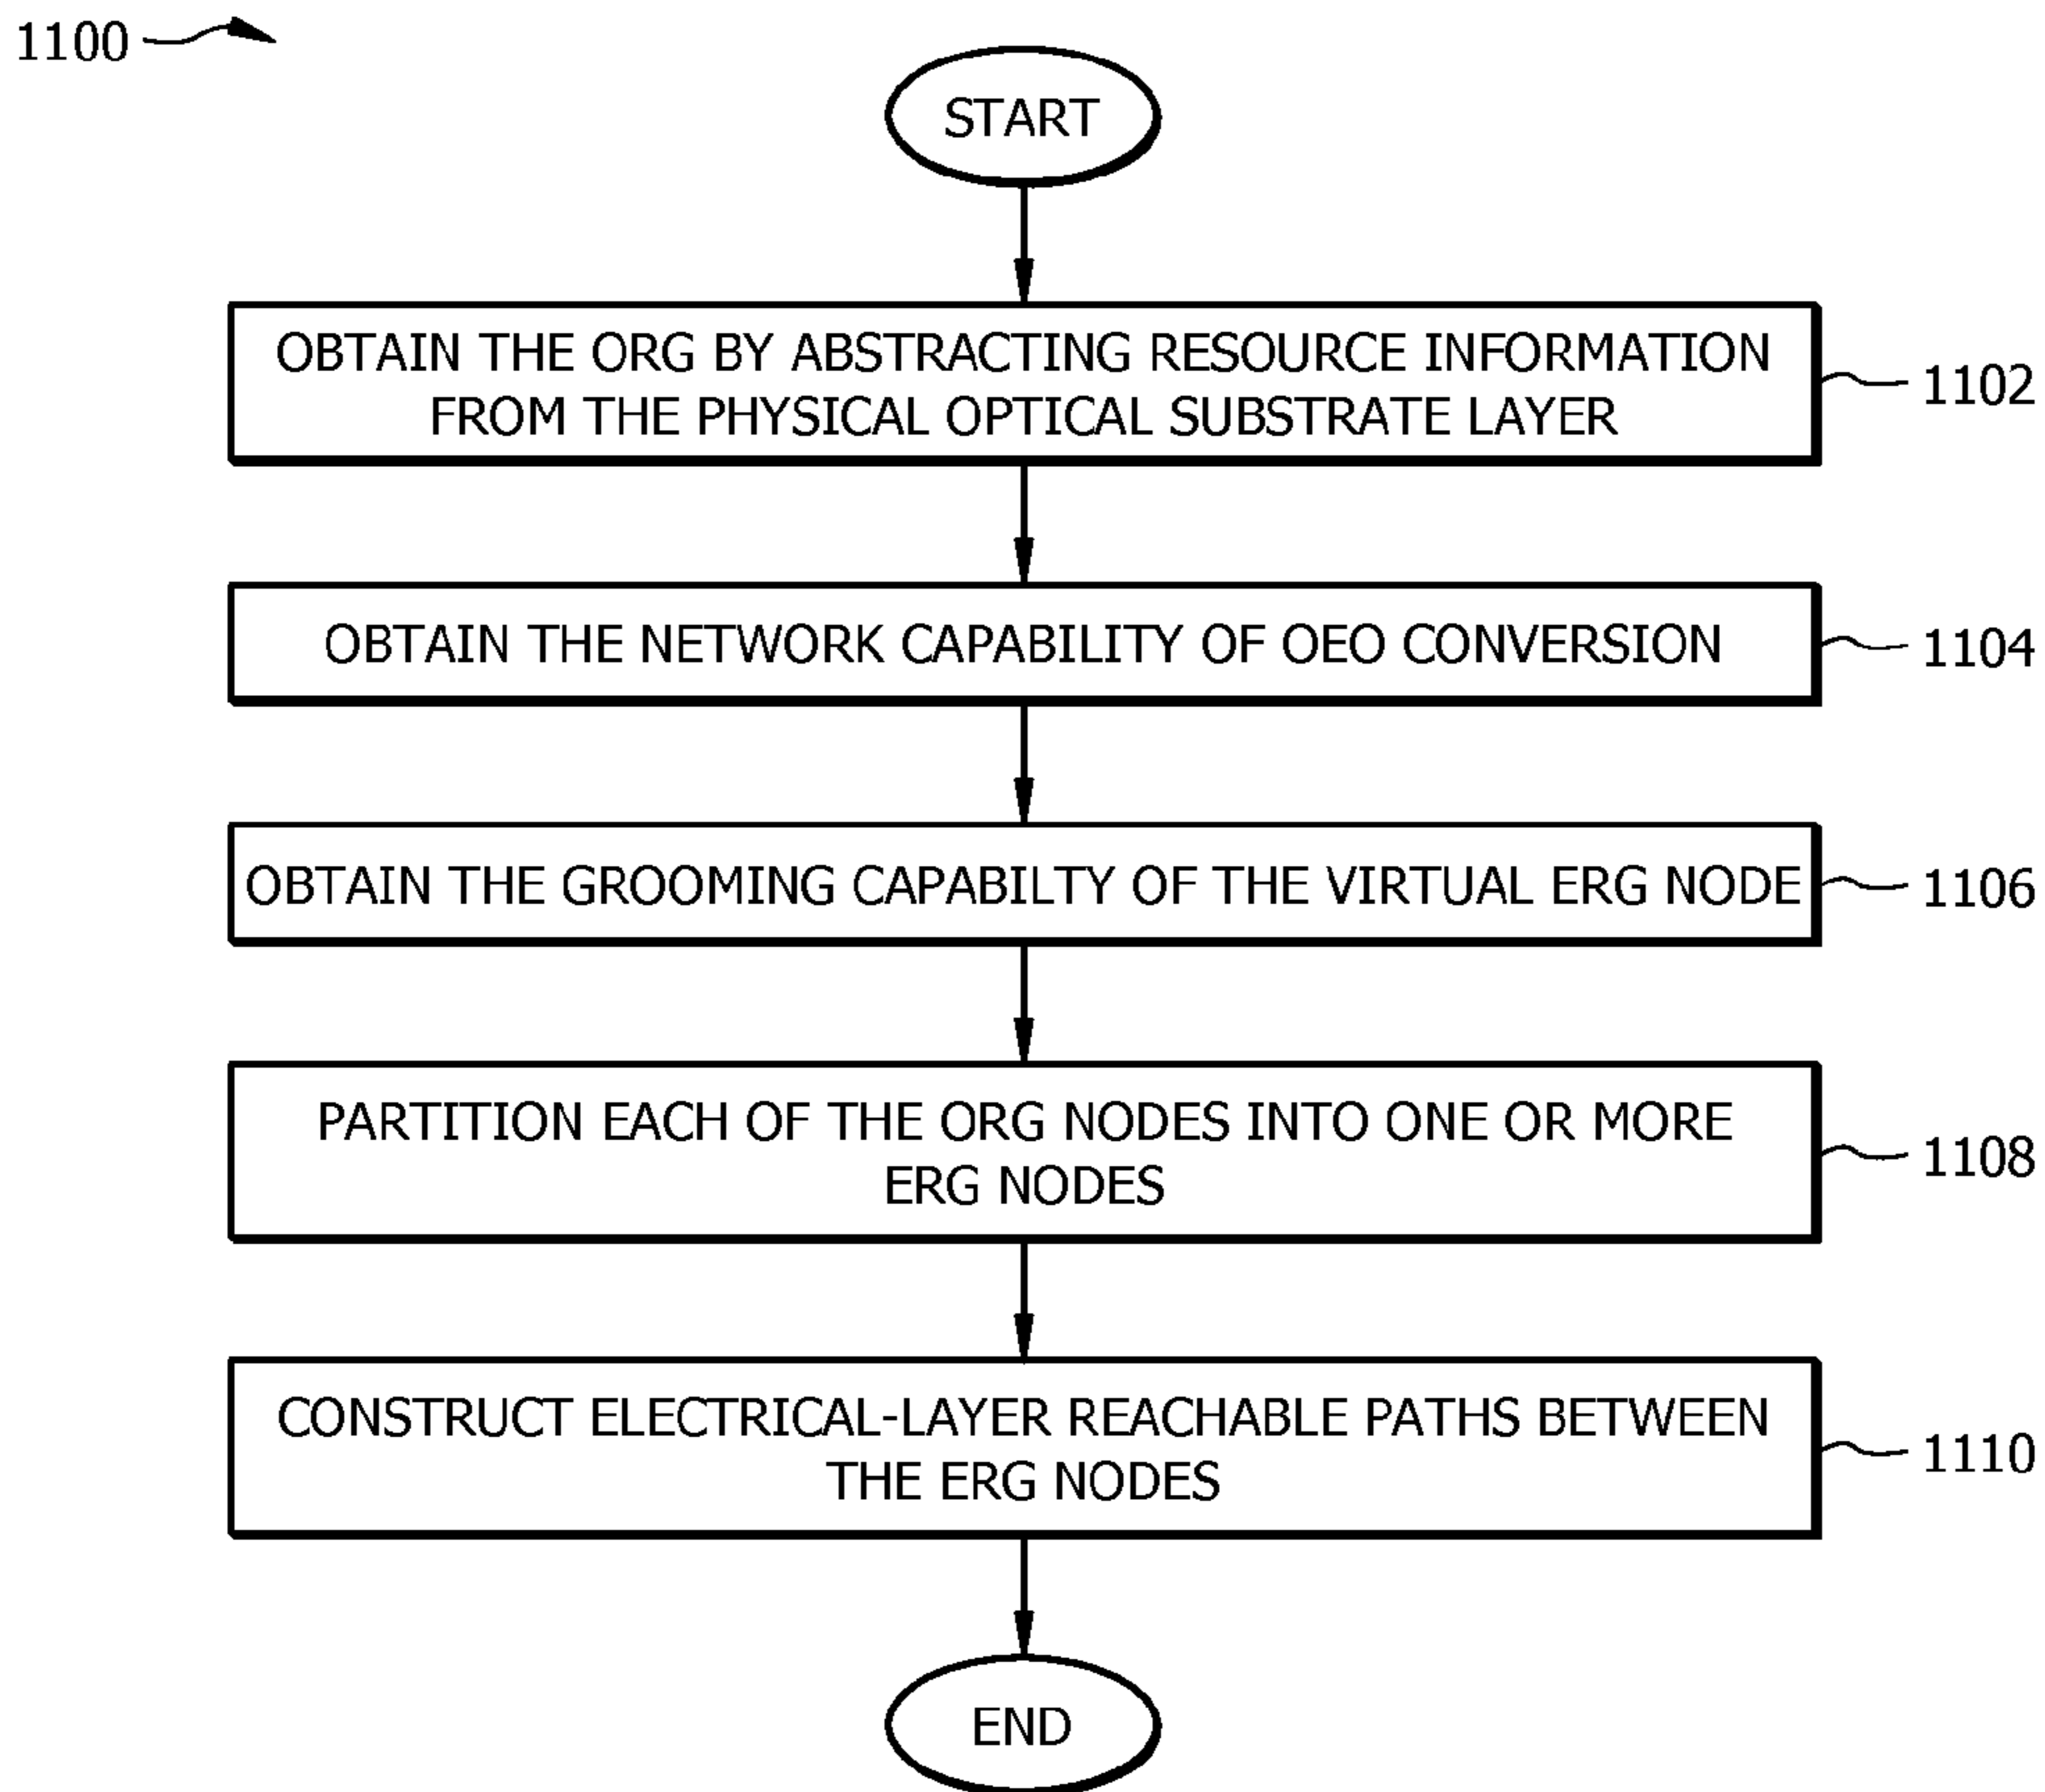 1100
START
OBTAIN THE ORG BY ABSTRACTING RESOURCE INFORMATION
FROM THE PHYSICAL OPTICAL SUBSTRATE LAYER
1102
OBTAIN THE NETWORK CAPABILITY OF OEO CONVERSION
1104
OBTAIN THE GROOMING CAPABILTY OF THE VIRTUAL ERG NODE
1106
PARTITION EACH OF THE ORG NODES INTO ONE OR MORE
ERG NODES
1108
CONSTRUCT ELECTRICAL-LAYER REACHABLE PATHS BETWEEN
THE ERG NODES
1110
END